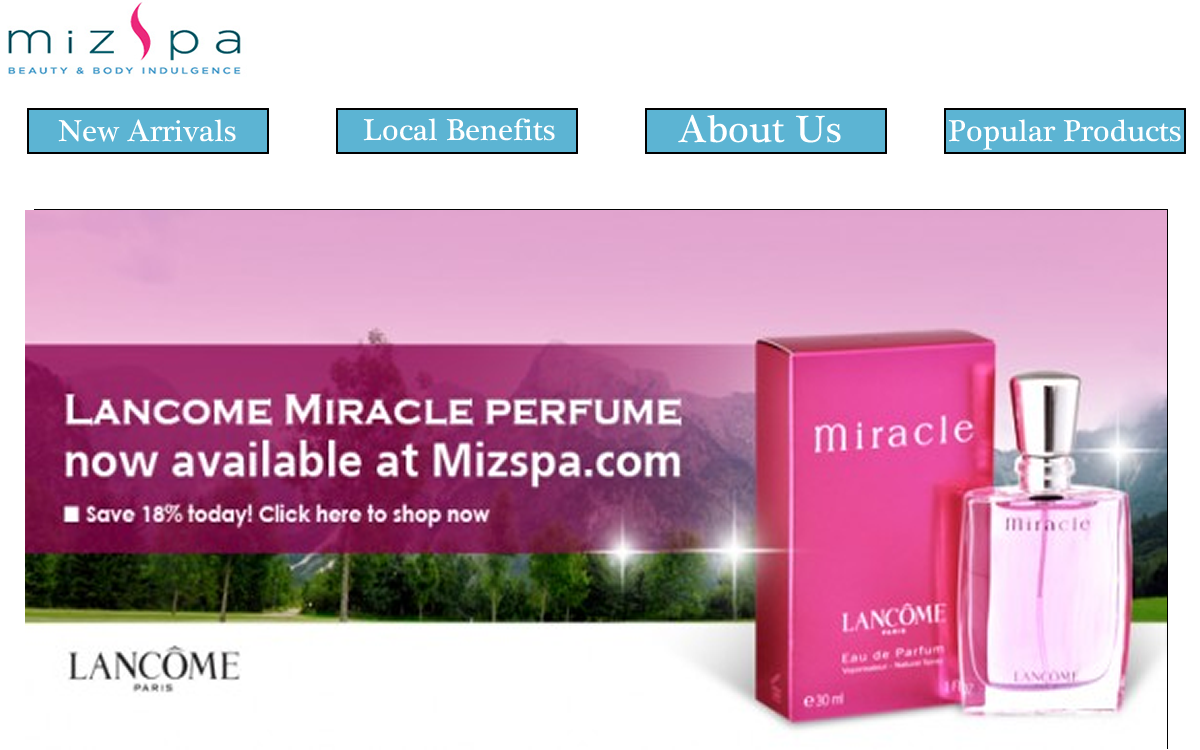 mizspa
BEAUTY & BODY INDULGENCE
New Arrivals
Local Benefits
About Us
Popular Products
LANCOME MIRACLE PERFUME
now available at Mizspa.com
■ Save 18% today! Click here to shop now
LANCÔME
PARIS
miracle
LANCÔME
PARIS
Eau de Parfum
Vaporisateur - Natural Spray
e30 ml
1 Fl oz
miracle
LANCÔME